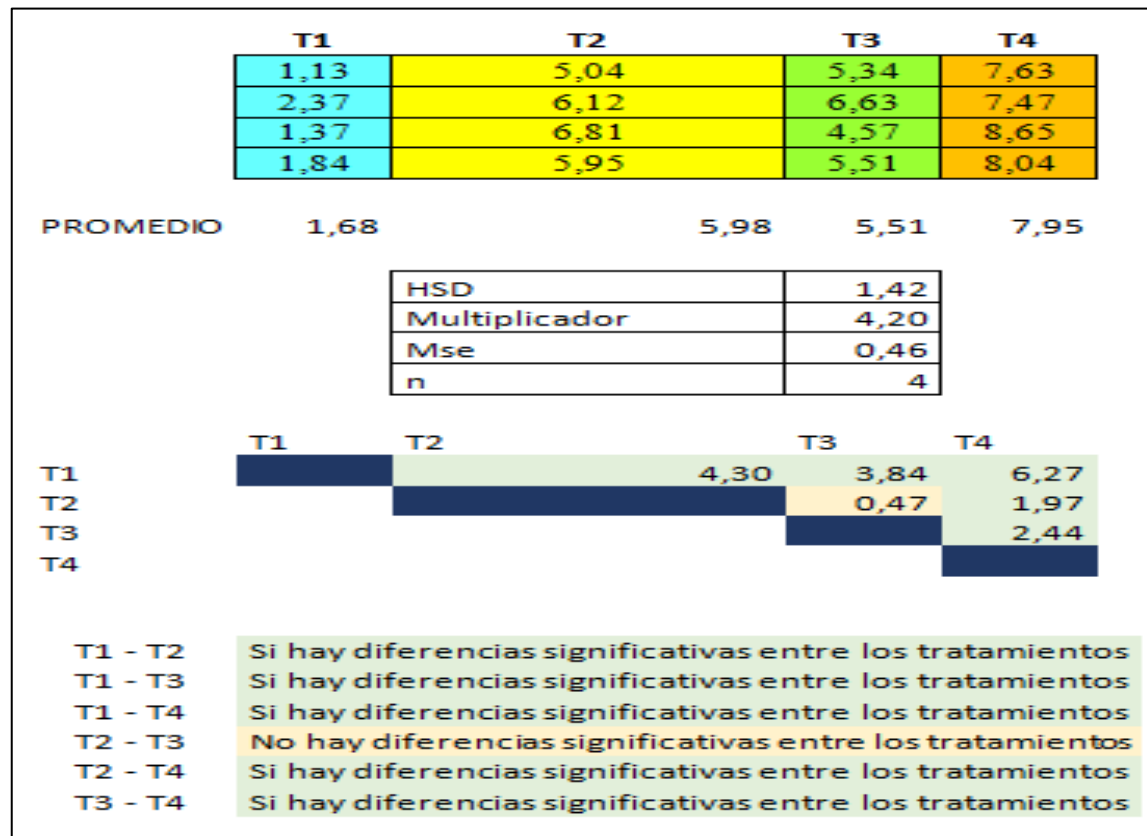 T1 T2 T3 T4
1,13 5,04 5,34 7,63
2,37 6,12 6,63 7,47
1,37 6,81 4,57 8,65
1,84 5,95 5,51 8,04
PROMEDIO 1,68 5,98 5,51 7,95
HSD 1,42
Multiplicador 4,20
Mse 0,46
n 4
T1 T2 T3 T4
T1 4,30 3,84 6,27
T2 0,47 1,97
T3 2,44
T4
T1 - T2 Si hay diferencias significativas entre los tratamientos
T1 - T3 Si hay diferencias significativas entre los tratamientos
T1 - T4 Si hay diferencias significativas entre los tratamientos
T2 - T3 No hay diferencias significativas entre los tratamientos
T2 - T4 Si hay diferencias significativas entre los tratamientos
T3 - T4 Si hay diferencias significativas entre los tratamientos